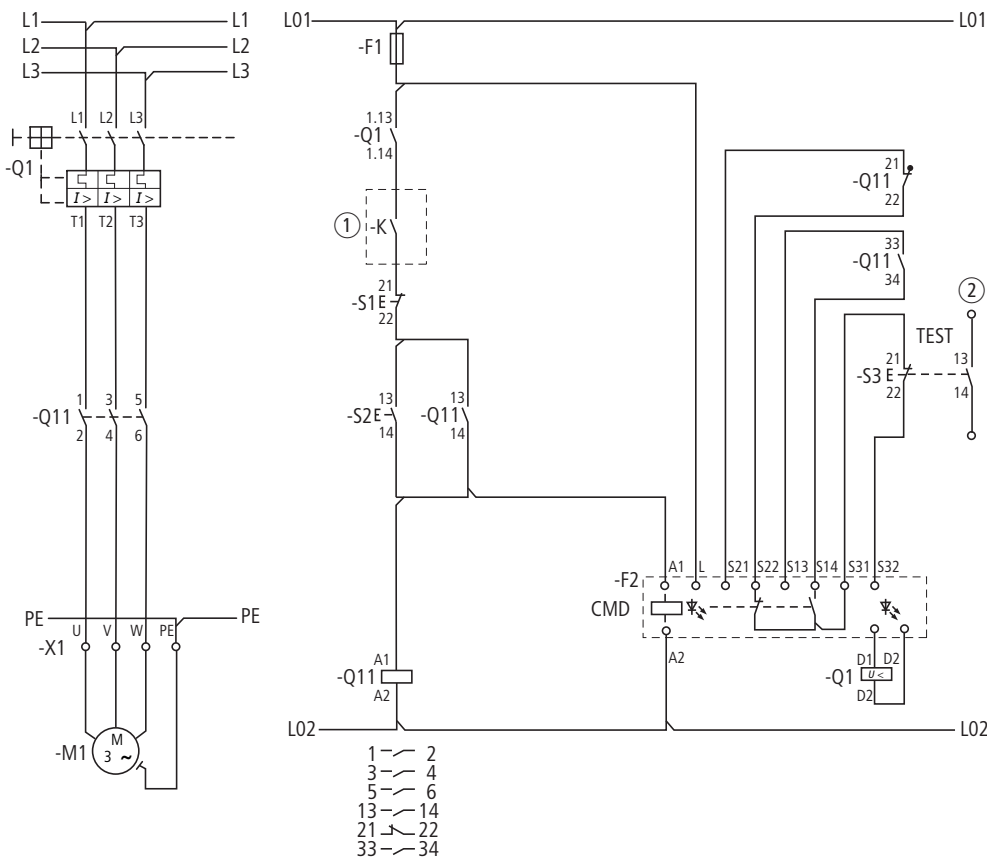 L1 L1
L2 L2
L3 L3
L1 L2 L3
-Q1
I> I> I>
T1 T2 T3
1 3 5
-Q11
2 4 6
PE PE
U V W PE
-X1
-M1
M
3 ~
L01 L01
-F1
1.13
-Q1
1.14
1 -K
21
-S1 E
22
13
-S2 E
14
13
-Q11
14
21
-Q11
22
33
-Q11
34
2
TEST
21
-S3 E
22
13
14
A1 L S21 S22 S13 S14 S31 S32
-F2
CMD
A2
D1 D2
-Q1 U<
D2
A1
-Q11
A2
L02 L02
1 2
3 4
5 6
13 14
21 22
33 34